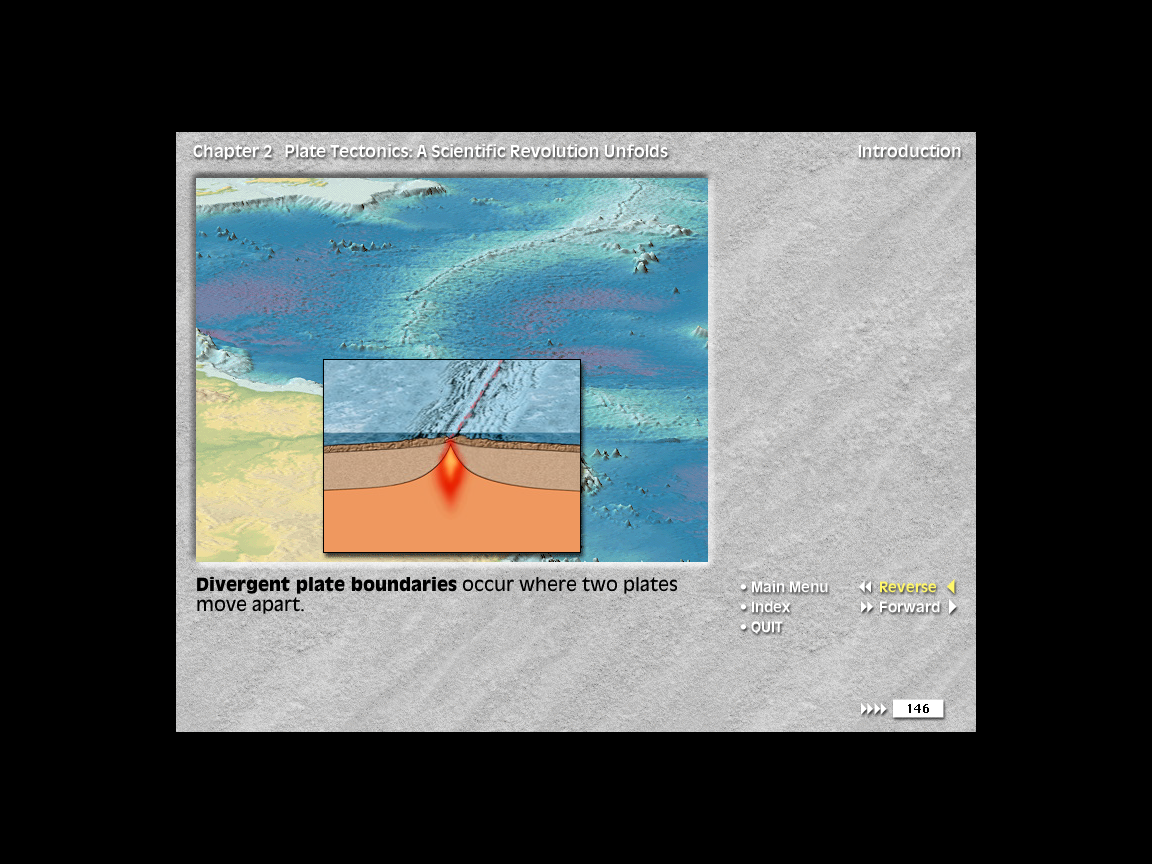 Chapter 2 Plate Tectonics: A Scientific Revolution Unfolds
Introduction
Divergent plate boundaries occur where two plates
move apart.
• Main Menu
• Index
• QUIT
Reverse
Forward
146